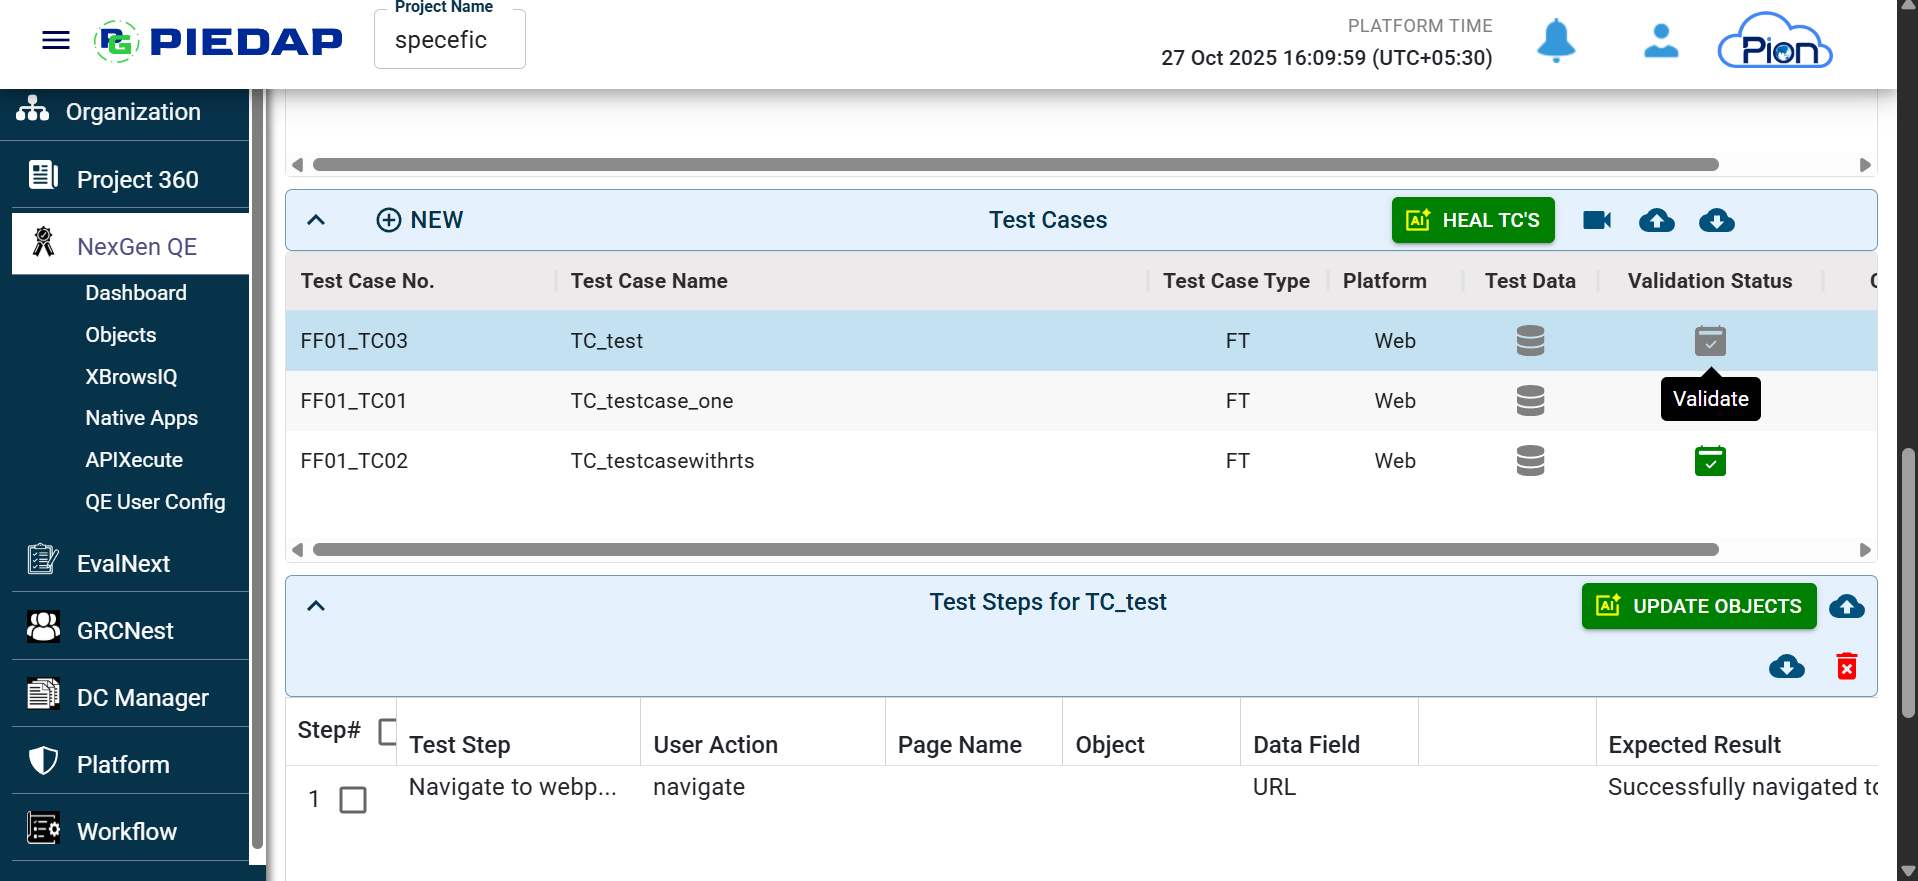 Project Name
PIEDAP
specefic
PLATFORM TIME
27 Oct 2025 16:09:59 (UTC+05:30)
Pion
Organization
Project 360
NexGen QE
Dashboard
Objects
XBrowsIQ
Native Apps
APIXecute
QE User Config
EvalNext
GRCNest
DC Manager
Platform
Workflow
NEW
Test Cases
AI HEAL TC'S
Test Case No. Test Case Name Test Case Type Platform Test Data Validation Status
FF01_TC03 TC_test FT Web
FF01_TC01 TC_testcase_one FT Web
Validate
FF01_TC02 TC_testcasewithrts FT Web
Test Steps for TC_test
AI UPDATE OBJECTS
Step# Test Step User Action Page Name Object Data Field Expected Result
1 Navigate to webp... navigate URL Successfully navigated to